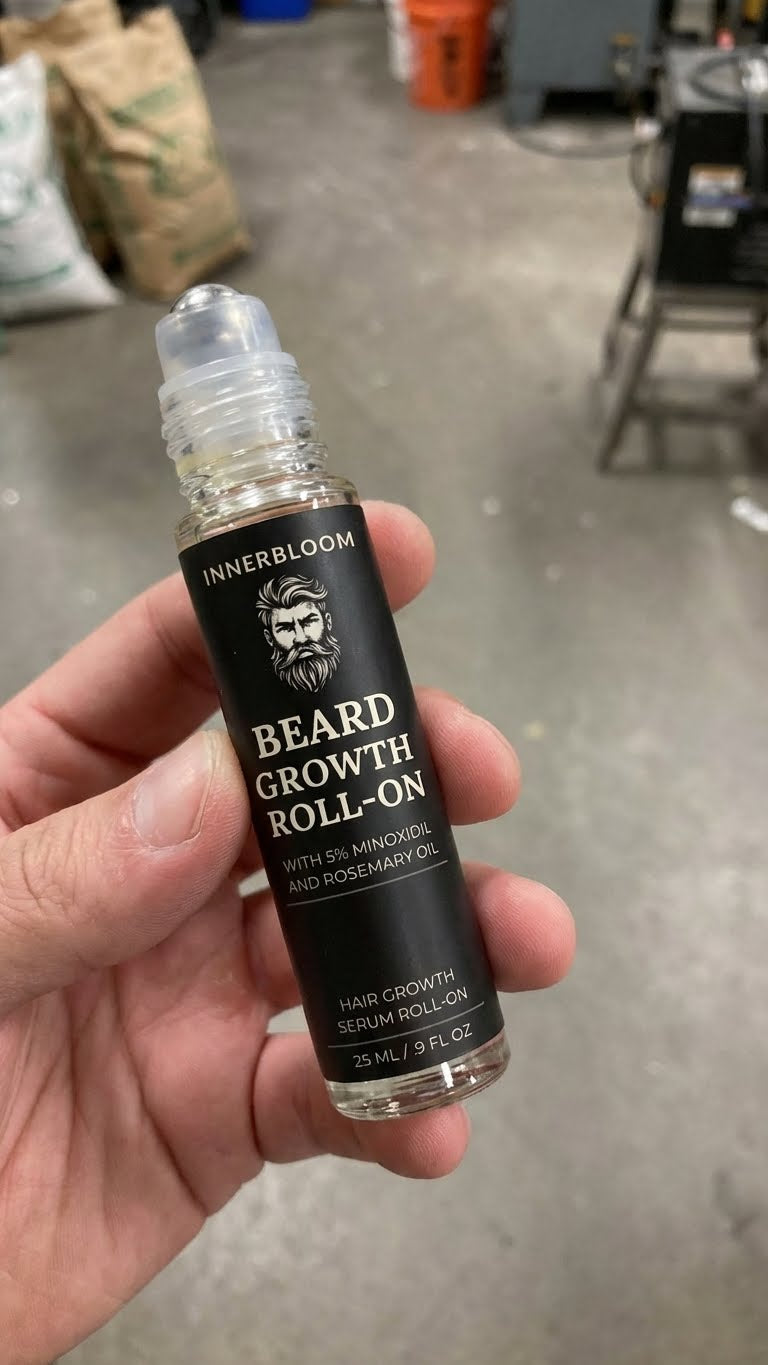 INNERBLOOM
BEARD
GROWTH
ROLL-ON
WITH 5% MINOXIDIL
AND ROSEMARY OIL
HAIR GROWTH
SERUM ROLL-ON
25 ML / .9 FL OZ